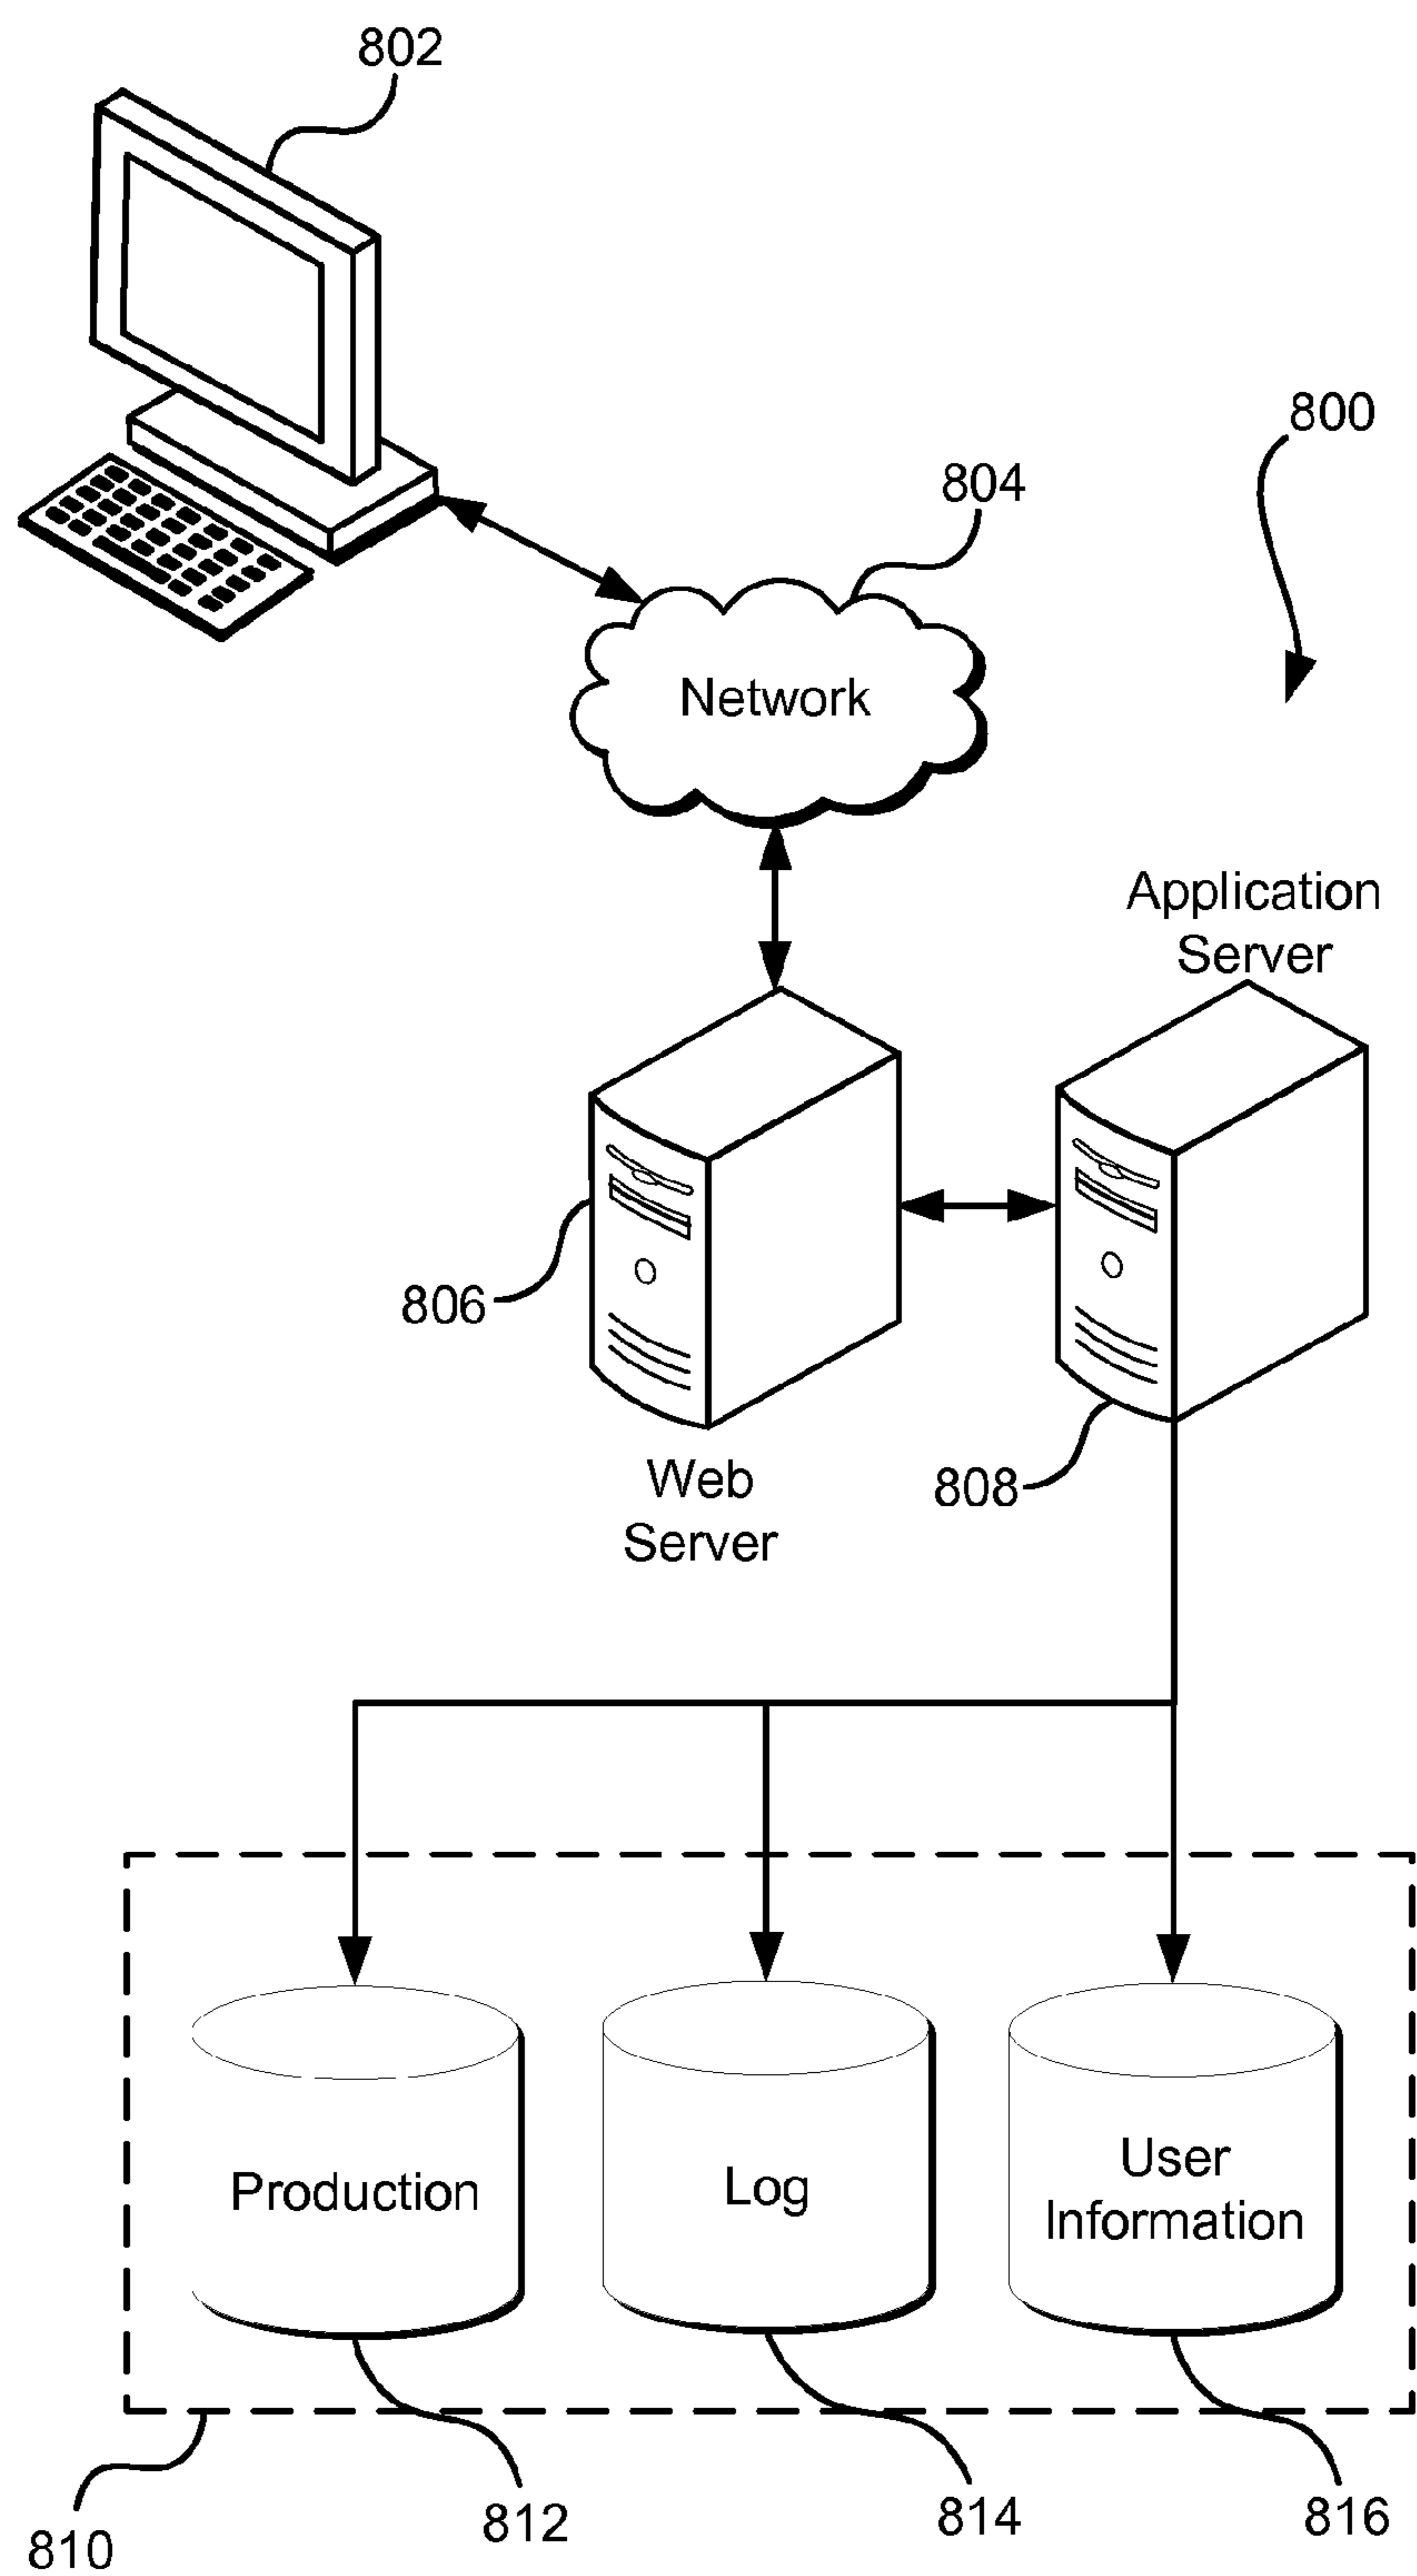 802
800
804
Network
Application
Server
806
808
Web
Server
Production
Log
User
Information
810
812
814
816